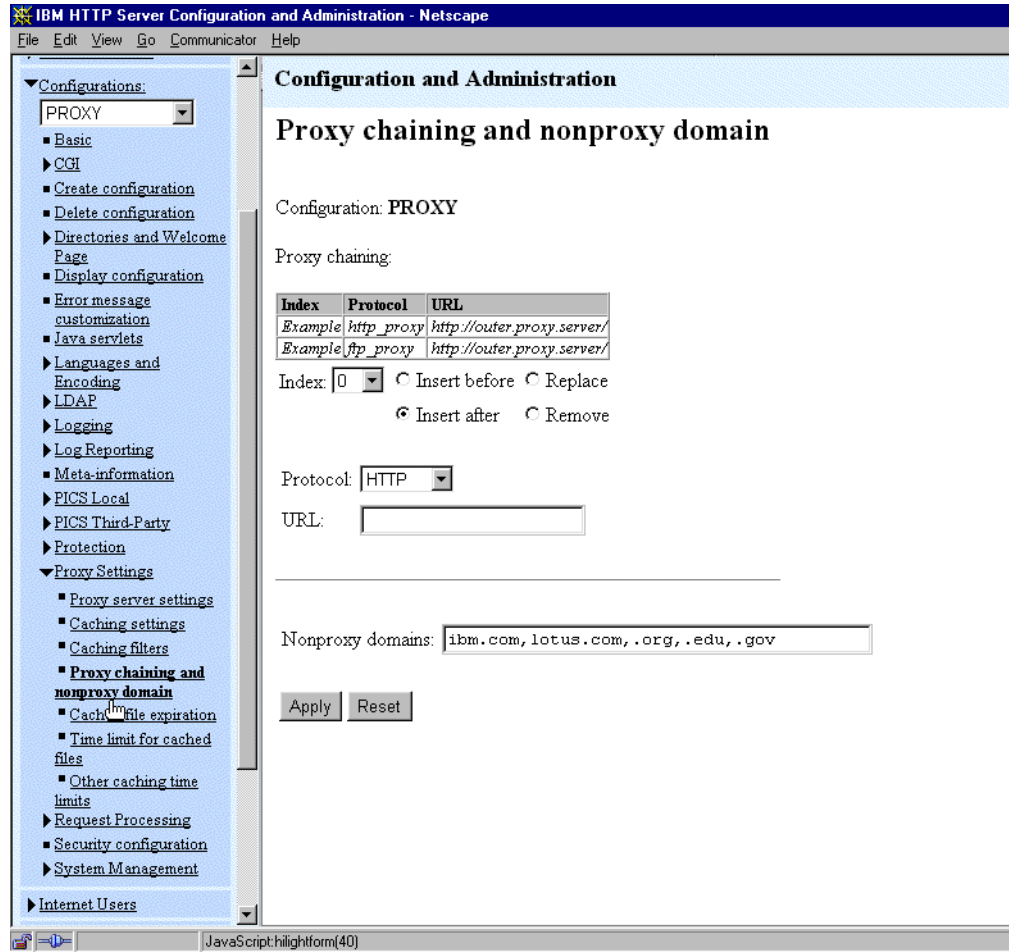 IBM HTTP Server Configuration and Administration - Netscape
File Edit View Go Communicator Help
Configurations:
PROXY
Basic
CGI
Create configuration
Delete configuration
Directories and Welcome
Page
Display configuration
Error message
customization
Java servlets
Languages and
Encoding
LDAP
Logging
Log Reporting
Meta-information
PICS Local
PICS Third-Party
Protection
Proxy Settings
Proxy server settings
Caching settings
Caching filters
Proxy chaining and
nonproxy domain
file expiration
Time limit for cached
files
Other caching time
limits
Request Processing
Security configuration
System Management
Internet Users
Configuration and Administration
Proxy chaining and nonproxy domain
Configuration: PROXY
Proxy chaining:
Index Protocol URL
Example http_proxy http://outer.proxy.server/
Example ftp_proxy http://outer.proxy.server/
Index: 0 Insert before Replace
Insert after Remove
Protocol: HTTP
URL:
Nonproxy domains: ibm.com,lotus.com,.org,.edu,.gov
Apply Reset
JavaScript:hilightform(40)